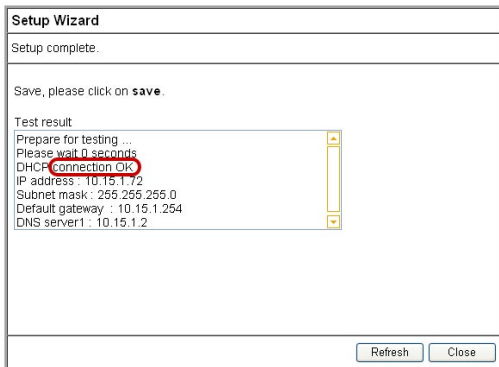 Setup Wizard
Setup complete.
Save, please click on save.
Test result
Prepare for testing ...
Please wait 0 seconds
DHCP connection OK
IP address : 10.15.1.72
Subnet mask : 255.255.255.0
Default gateway : 10.15.1.254
DNS server1 : 10.15.1.2
Refresh Close